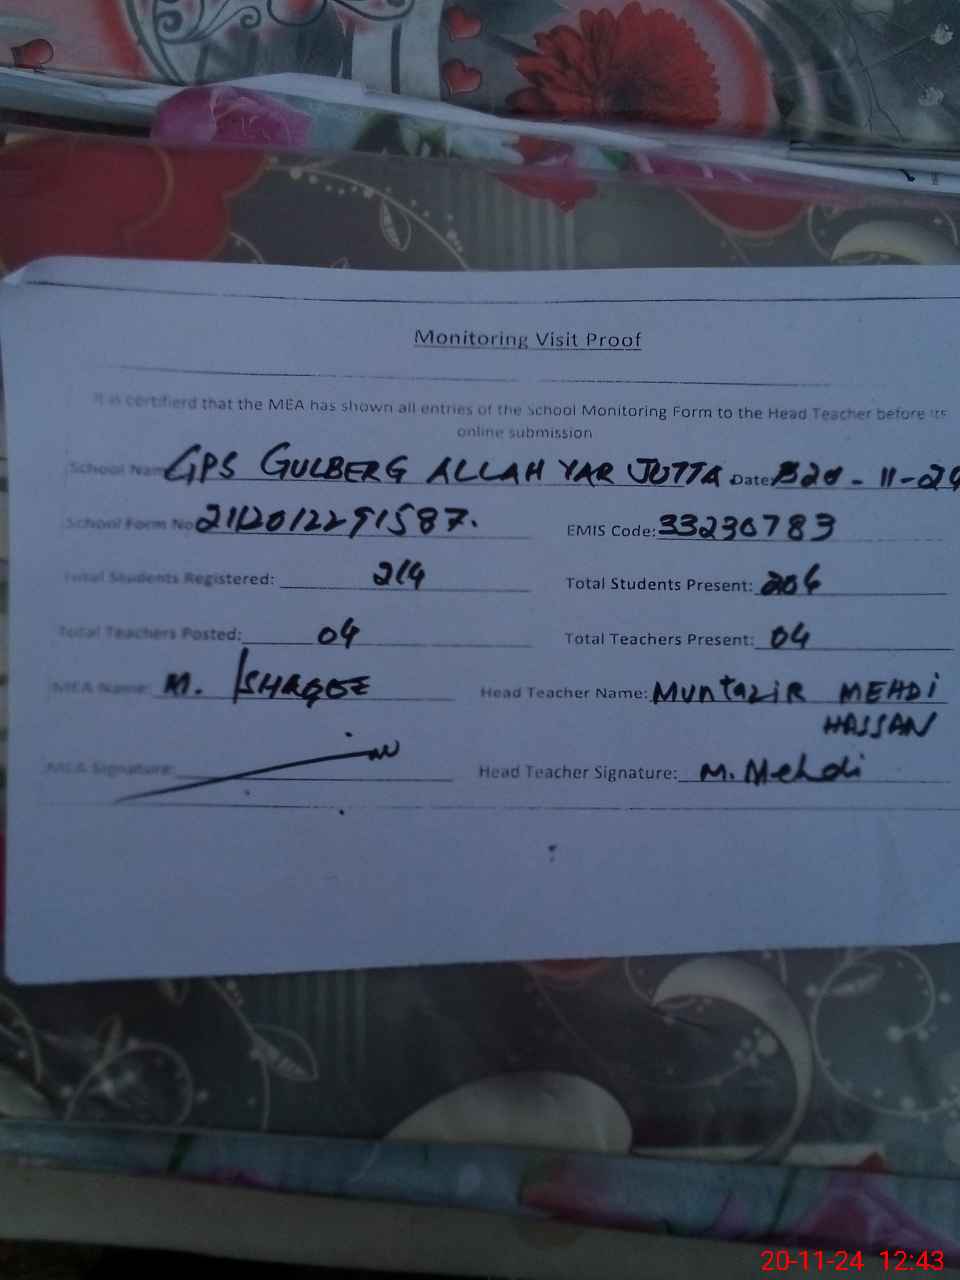 Monitoring Visit Proof
It is certifierd that the MEA has shown all entries of the School Monitoring Form to the Head Teacher before its
online submission
School Name GPS GULBERG ALLAH YAR JUTTA Date: 20-11-24
School Form No 2112012291587. EMIS Code: 33230783
Total Students Registered: 214 Total Students Present: 206
Total Teachers Posted: 04 Total Teachers Present: 04
MEA Name: M. ISHAQUE Head Teacher Name: MUNTAZIR MEHDI
HASSAN
MEA Signature: Head Teacher Signature: M. Mehdi
20-11-24 12:43